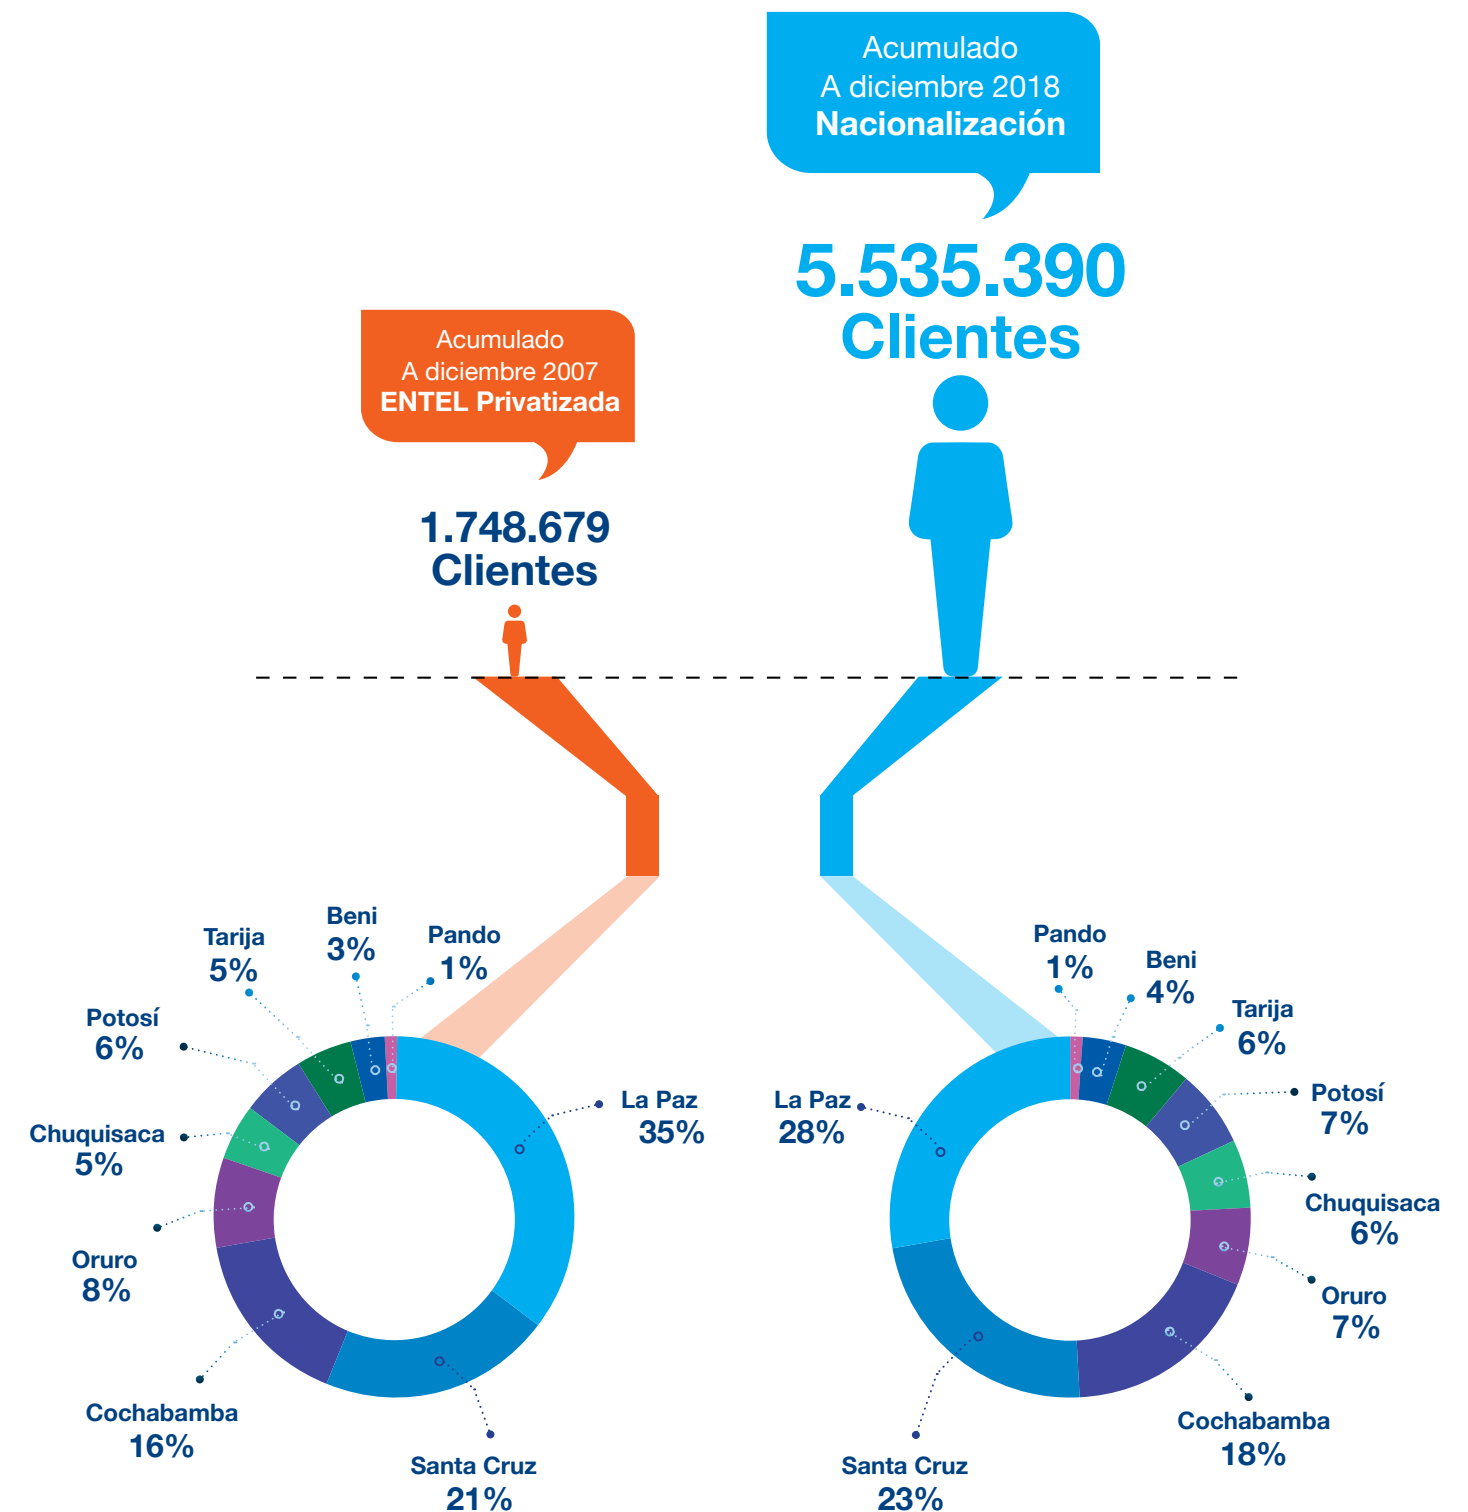 Acumulado
A diciembre 2018
Nacionalización
5.535.390
Clientes
Acumulado
A diciembre 2007
ENTEL Privatizada
1.748.679
Clientes
Beni
3%
Pando
1%
Tarija
5%
Potosí
6%
Chuquisaca
5%
Oruro
8%
Cochabamba
16%
Santa Cruz
21%
La Paz
35%
Pando
1%
Beni
4%
Tarija
6%
Potosí
7%
Chuquisaca
6%
Oruro
7%
Cochabamba
18%
Santa Cruz
23%
La Paz
28%